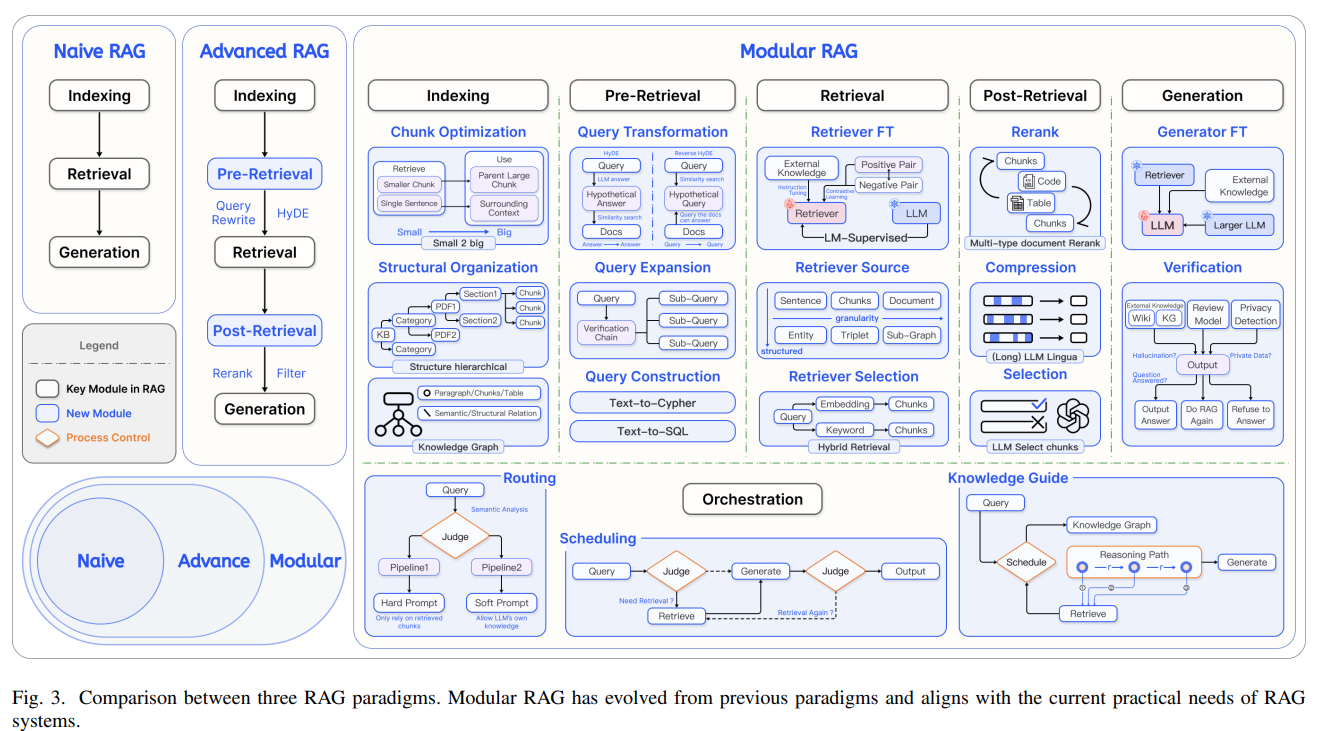 Naive RAG
Indexing
Retrieval
Generation
Advanced RAG
Indexing
Pre-Retrieval
Query
Rewrite
HyDE
Retrieval
Post-Retrieval
Rerank
Filter
Generation
Legend
Key Module in RAG
New Module
Process Control
Naive
Advance
Modular
Modular RAG
Indexing
Chunk Optimization
Retrieve
Smaller Chunk
Single Sentence
Use
Parent Large
Chunk
Surrounding
Context
Small
Big
Small 2 big
Structural Organization
KB
Category
Category
PDF1
PDF2
Section1
Section2
Chunk
Chunk
Chunk
Structure hierarchical
Paragraph/Chunks/Table
Semantic/Structural Relation
Knowledge Graph
Pre-Retrieval
Query Transformation
HyDE
Query
LLM answer
Hypothetical
Answer
Similarity search
Docs
Answer
Answer
Reverse HyDE
Query
Similarity search
Hypothetical
Query
Query the docs
can answer
Docs
Query
Query
Query Expansion
Query
Verification
Chain
Sub-Query
Sub-Query
Sub-Query
Query Construction
Text-to-Cypher
Text-to-SQL
Retrieval
Retriever FT
External
Knowledge
Positive Pair
Negative Pair
Instruction
Tuning
Contrastive
Learning
Retriever
LLM
LM-Supervised
Retriever Source
Sentence
Chunks
Document
granularity
Entity
Triplet
Sub-Graph
structured
Retriever Selection
Query
Embedding
Chunks
Keyword
Chunks
Hybrid Retrieval
Post-Retrieval
Rerank
Chunks
Code
Table
Chunks
Multi-type document Rerank
Compression
(Long) LLM Lingua
Selection
LLM Select chunks
Generation
Generator FT
Retriever
External
Knowledge
LLM
Larger LLM
Verification
External Knowledge
Wiki
KG
Review
Model
Privacy
Detection
Hallucination?
Private Data?
Output
Question
Answered?
Output
Answer
Do RAG
Again
Refuse to
Answer
Routing
Query
Semantic Analysis
Judge
Pipeline1
Pipeline2
Hard Prompt
Soft Prompt
Only rely on retrieved
chunks
Allow LLM's own
knowledge
Orchestration
Scheduling
Query
Judge
Generate
Judge
Output
Need Retrieval ?
Retrieve
Retrieval Again ?
Knowledge Guide
Query
Knowledge Graph
Schedule
Reasoning Path
r
r
Generate
①
②
③
Retrieve
Fig. 3. Comparison between three RAG paradigms. Modular RAG has evolved from previous paradigms and aligns with the current practical needs of RAG
systems.